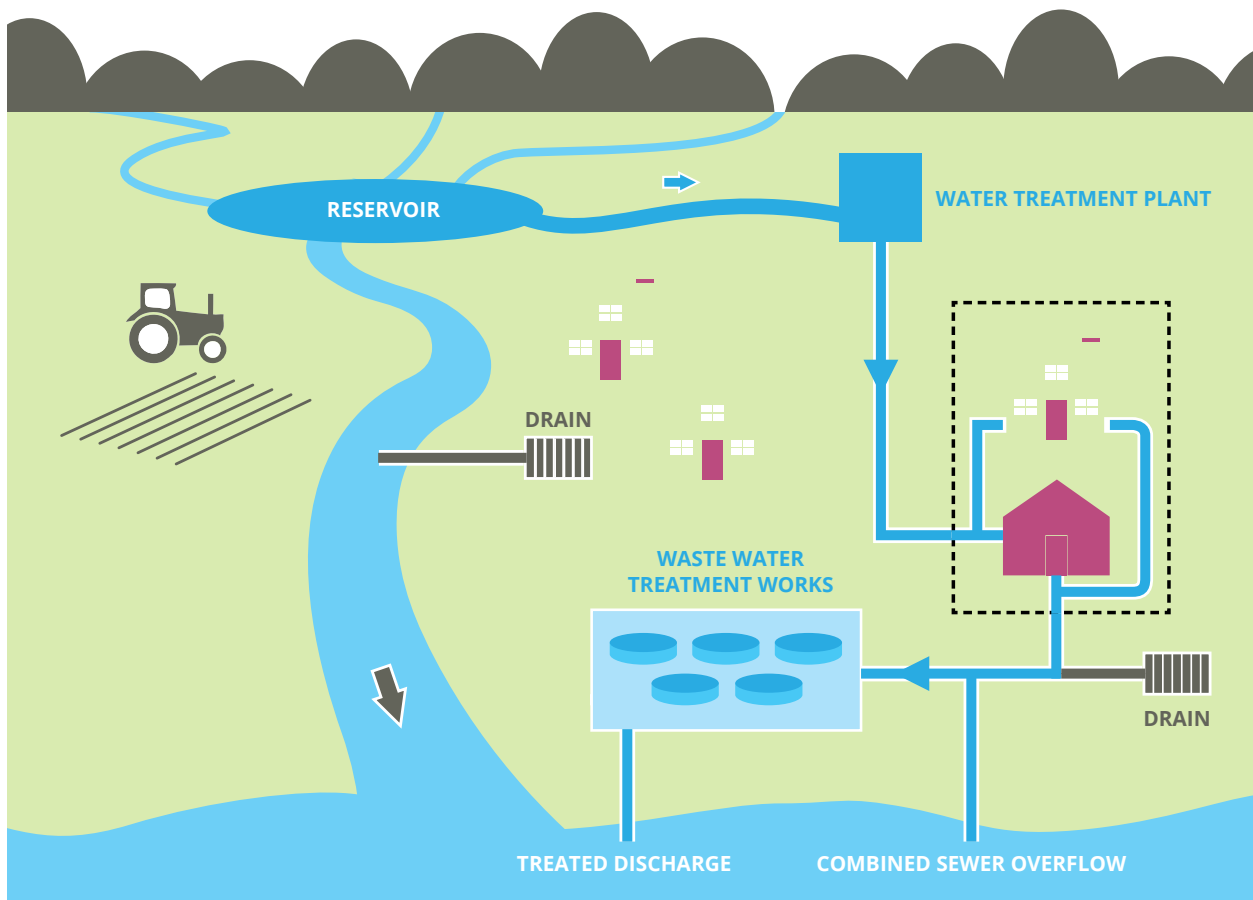 RESERVOIR
WATER TREATMENT PLANT
DRAIN
WASTE WATER
TREATMENT WORKS
DRAIN
TREATED DISCHARGE
COMBINED SEWER OVERFLOW